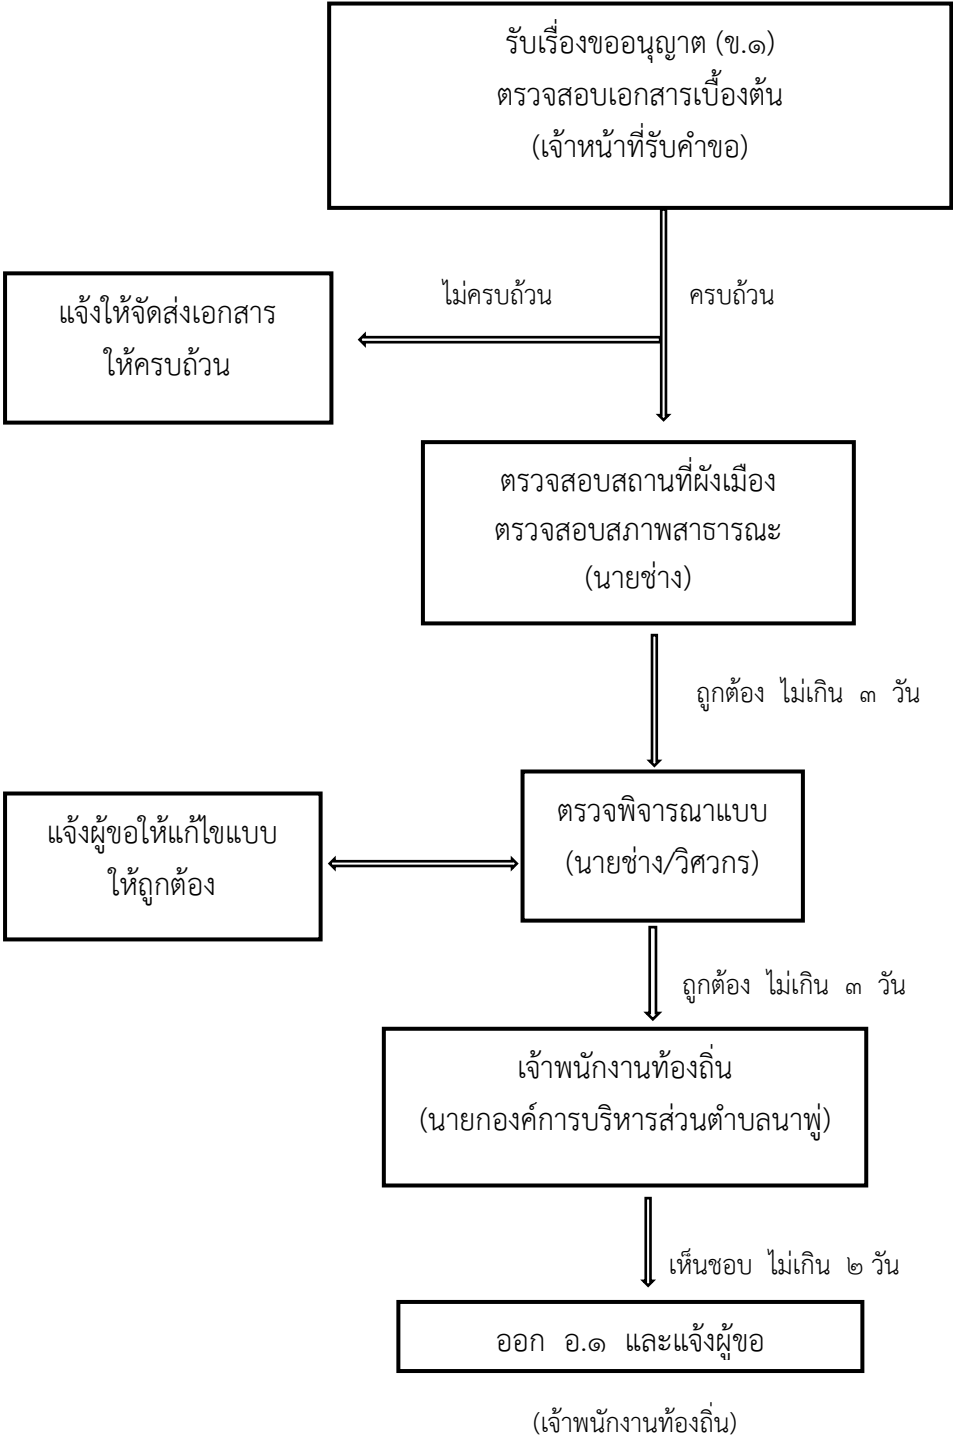 รับเรื่องขออนุญาต (ข.๑)
ตรวจสอบเอกสารเบื้องต้น
(เจ้าหน้าที่รับคำขอ)
ไม่ครบถ้วน
ครบถ้วน
แจ้งให้จัดส่งเอกสาร
ให้ครบถ้วน
ตรวจสอบสถานที่ผังเมือง
ตรวจสอบสภาพสาธารณะ
(นายช่าง)
ถูกต้อง ไม่เกิน ๓ วัน
ตรวจพิจารณาแบบ
(นายช่าง/วิศวกร)
แจ้งผู้ขอให้แก้ไขแบบ
ให้ถูกต้อง
ถูกต้อง ไม่เกิน ๓ วัน
เจ้าพนักงานท้องถิ่น
(นายกองค์การบริหารส่วนตำบลนาพู่)
เห็นชอบ ไม่เกิน ๒ วัน
ออก อ.๑ และแจ้งผู้ขอ
(เจ้าพนักงานท้องถิ่น)